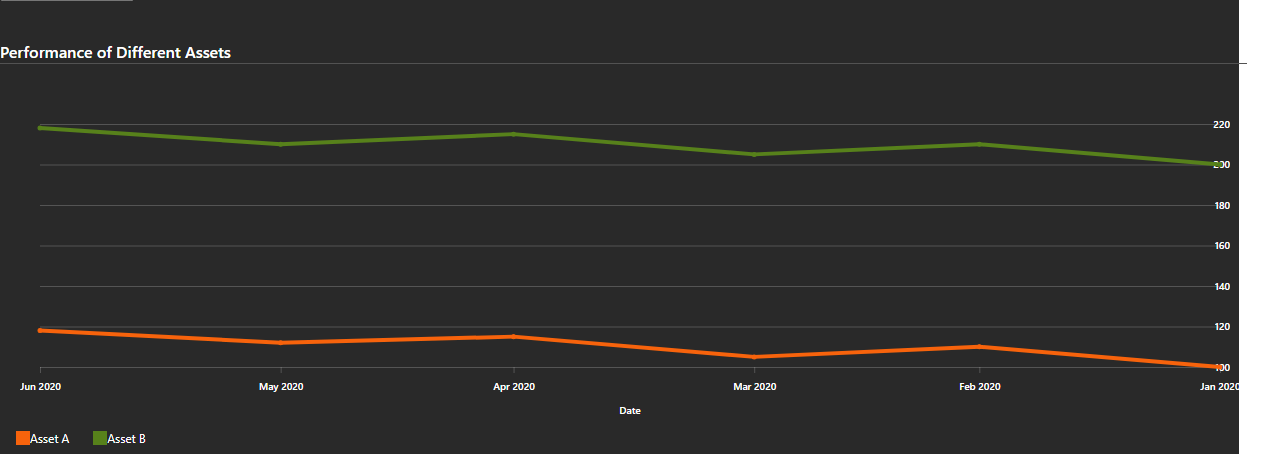 Performance of Different Assets
220
200
180
160
140
120
100
Jun 2020 May 2020 Apr 2020 Mar 2020 Feb 2020 Jan 2020
Date
Asset A Asset B